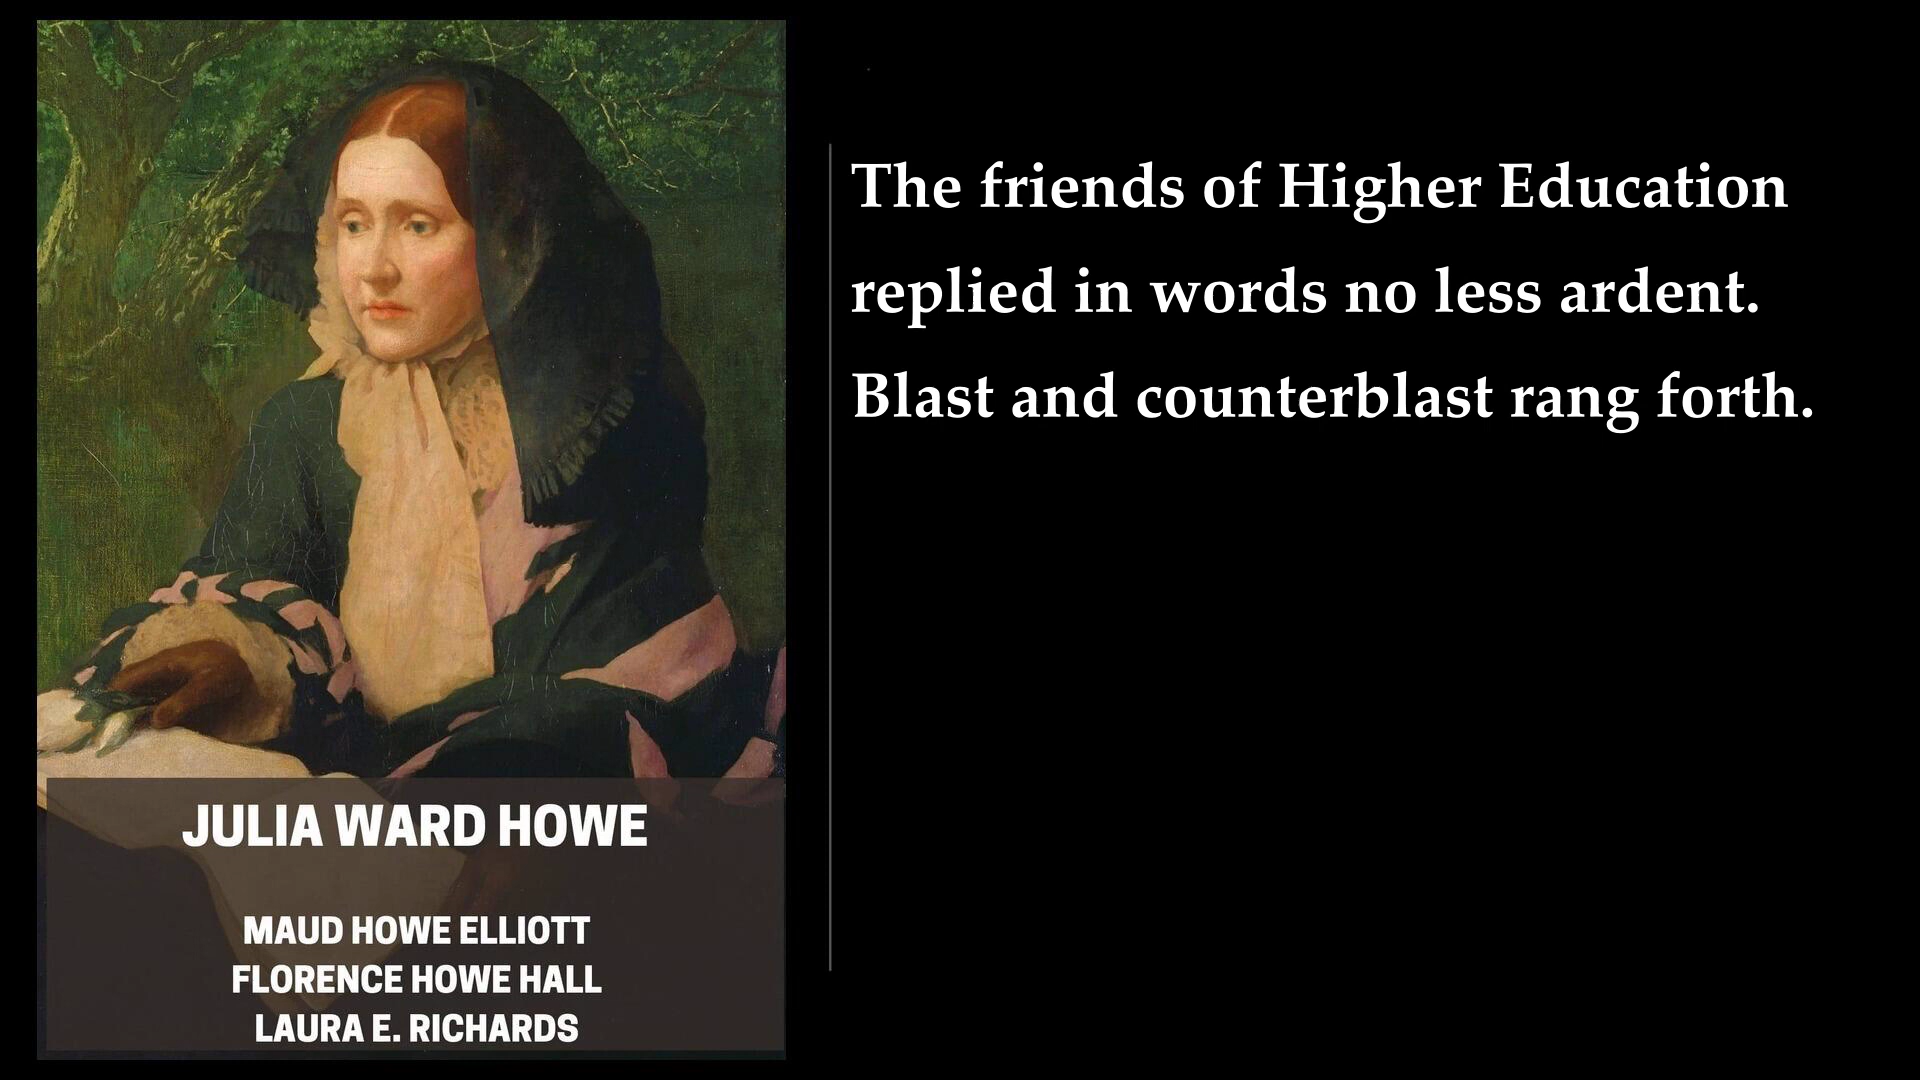 JULIA WARD HOWE
MAUD HOWE ELLIOTT
FLORENCE HOWE HALL
LAURA E. RICHARDS
The friends of Higher Education
replied in words no less ardent.
Blast and counterblast rang forth.